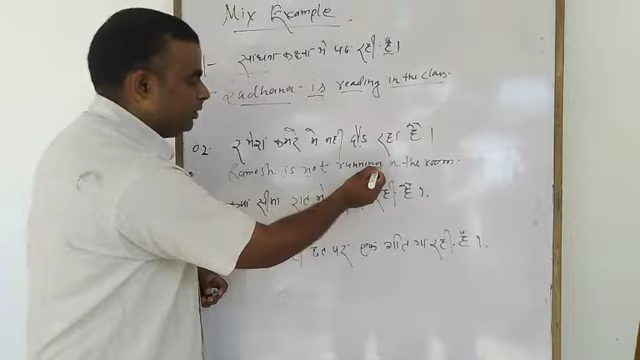 Mix Example
साधना कक्षा में पढ़ रही है।
Sadhana is reading in the class.
02. रमेश कमरे में नहीं दौड़ रहा है।
Ramesh is not running in the room.
क्या सीमा रात में रही है?
छत पर एक गीत गा रही है?